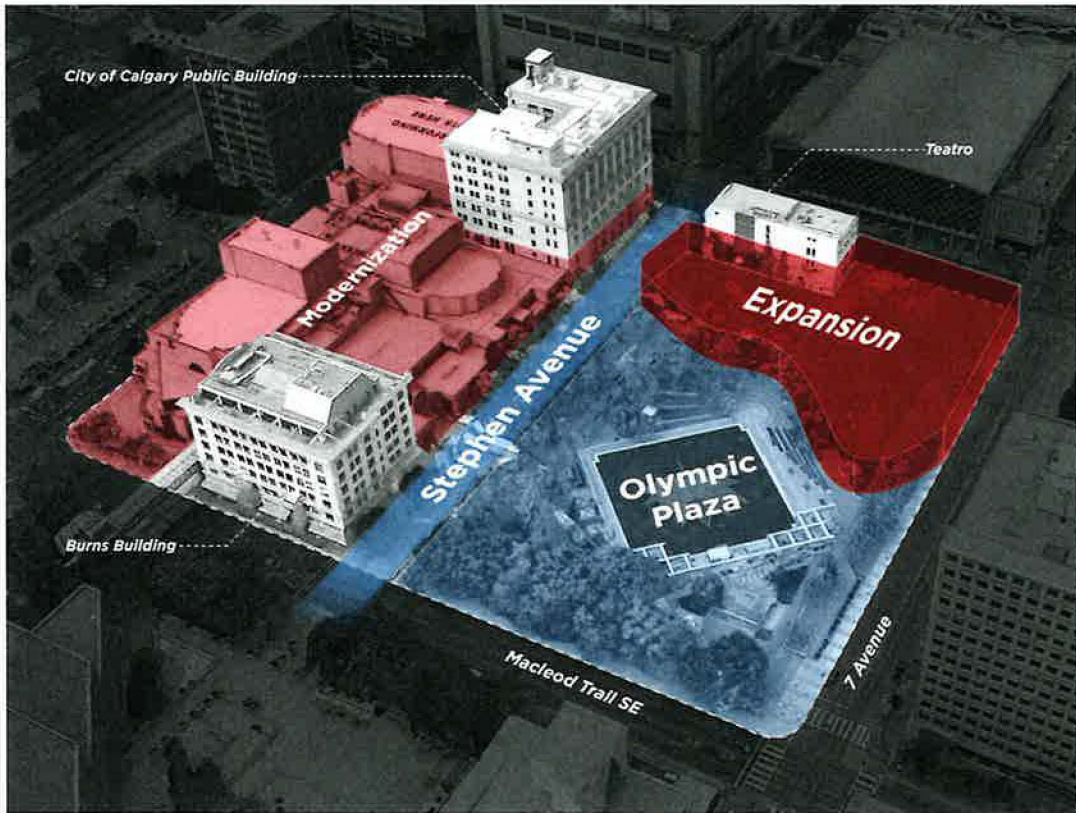 City of Calgary Public Building
Teatro
Modernization
Expansion
Stephen Avenue
Olympic
Plaza
Burns Building
Macleod Trail SE
7 Avenue